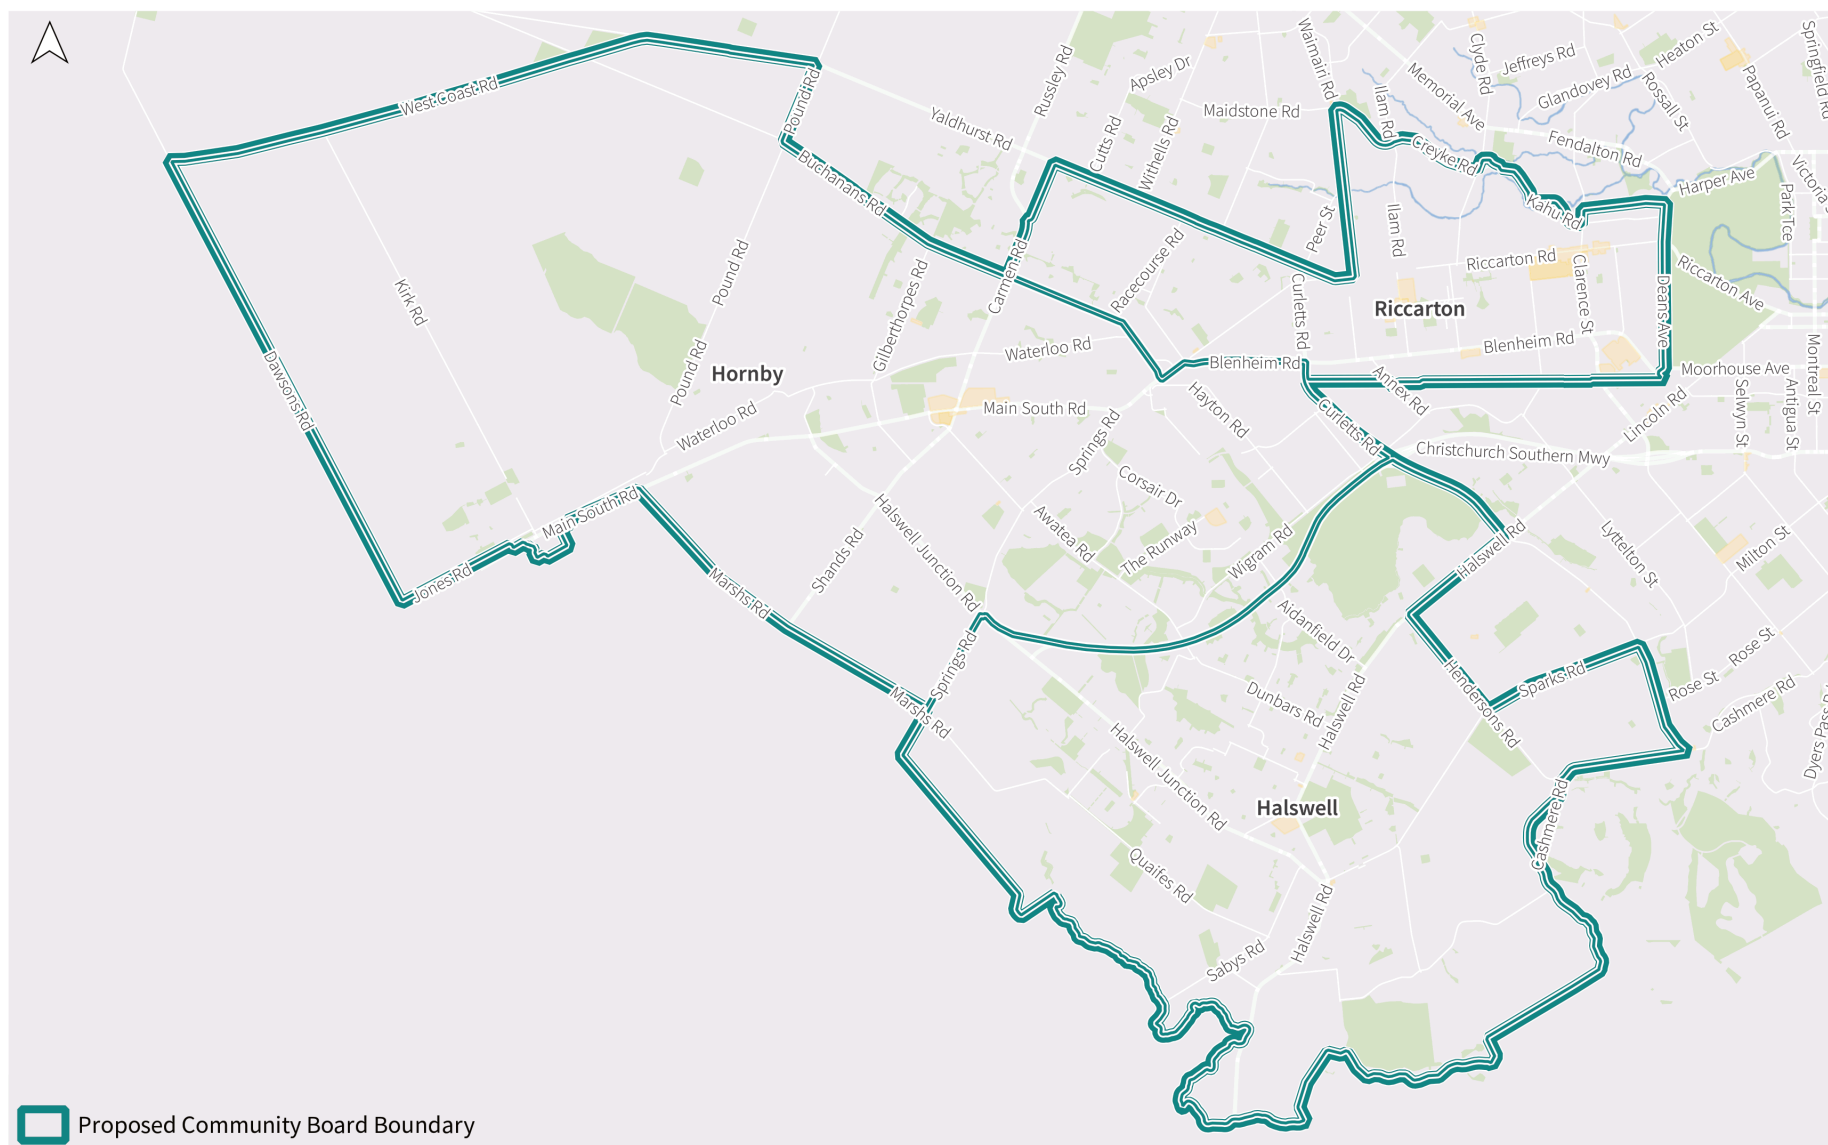 Waimairi Rd
Clyde Rd
Jeffreys Rd
Heaton St
Russley Rd
Apsley Dr
Memorial Ave
Glandovey Rd
Rossall St
Papanui Rd
Springfield Rd
West Coast Rd
Pound Rd
Yaldhurst Rd
Cutts Rd
Withells Rd
Maidstone Rd
Ilam Rd
Creyke Rd
Fendalton Rd
Harper Ave
Victoria S
Park Tce
Buchanans Rd
Kahu Rd
Peer St
Ilam Rd
Riccarton Rd
Clarence St
Deans Ave
Riccarton Ave
Pound Rd
Gilberthorpes Rd
Carmen Rd
Racecourse Rd
Curletts Rd
Riccarton
Kirk Rd
Dawsons Rd
Pound Rd
Hornby
Waterloo Rd
Blenheim Rd
Blenheim Rd
Moorhouse Ave
Montreal St
Annex Rd
Selwyn St
Antigua St
Lincoln Rd
Waterloo Rd
Main South Rd
Hayton Rd
Curletts Rd
Springs Rd
Christchurch Southern Mwy
Corsair Dr
Main South Rd
Jones Rd
Halswell Junction Rd
Shands Rd
Awatea Rd
The Runway
Wigram Rd
Halswell Rd
Lyttelton St
Milton St
Marshs Rd
Springs Rd
Aidanfield Dr
Hendersons Rd
Sparks Rd
Rose St
Rose St
Cashmere Rd
Dyers Pass R
Marshs Rd
Dunbars Rd
Halswell Rd
Halswell Junction Rd
Halswell
Cashmere Rd
Quaifes Rd
Sabys Rd
Halswell Rd
Proposed Community Board Boundary